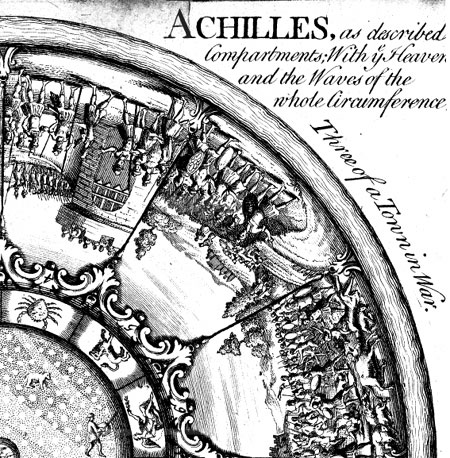 ACHILLES, as described
Compartments; With yͤ Heaven
and the Waves of the
whole Circumference
Three of a Town in War.